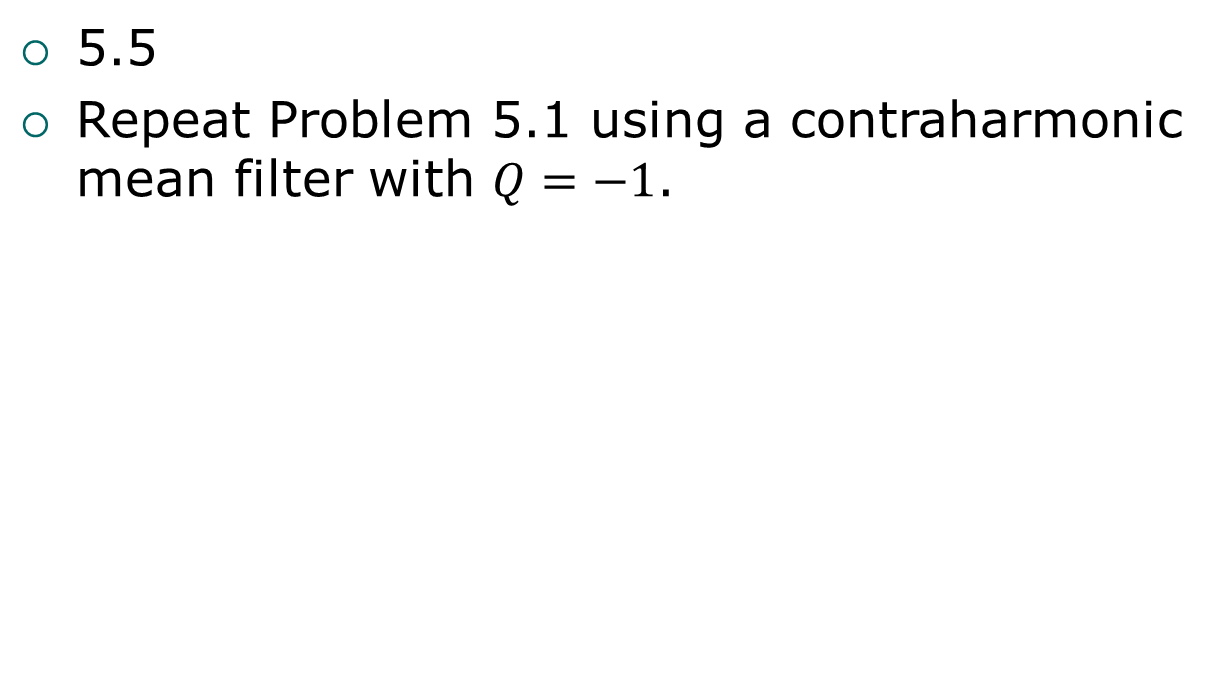 5.5
Repeat Problem 5.1 using a contraharmonic
mean filter with Q = −1.